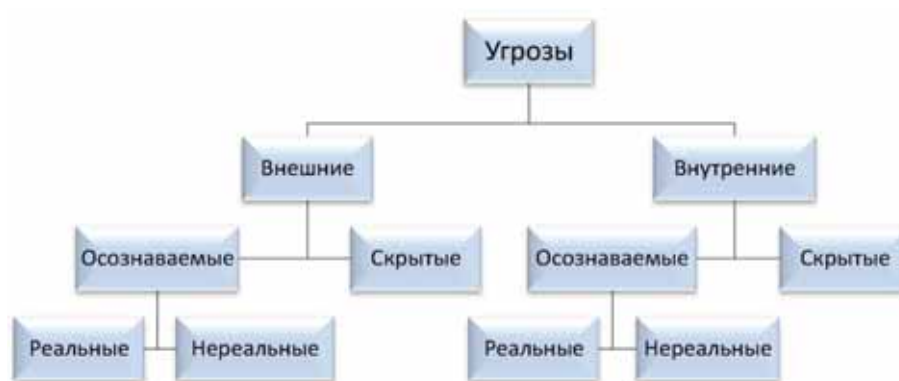 Угрозы
Внешние
Внутренние
Осознаваемые
Скрытые
Осознаваемые
Скрытые
Реальные
Нереальные
Реальные
Нереальные